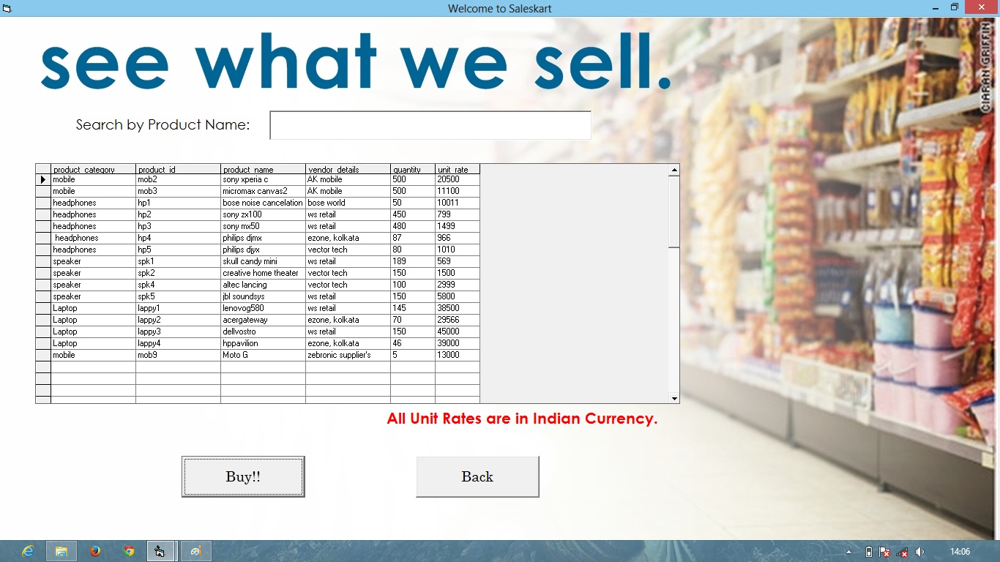 Welcome to Saleskart
see what we sell.
CIARAN GRIFFIN
Search by Product Name:
product_category product_id product_name vendor_details quantity unit_rate
mobile mob2 sony xperia c AK mobile 500 20500
mobile mob3 micromax canvas2 AK mobile 500 11100
headphones hp1 bose noise cancelation bose world 50 10011
headphones hp2 sony zx100 ws retail 450 799
headphones hp3 sony mx50 ws retail 480 1499
headphones hp4 philips djmx ezone, kolkata 87 966
headphones hp5 philips djyx vector tech 80 1010
speaker spk1 skull candy mini ws retail 189 569
speaker spk2 creative home theater vector tech 150 1500
speaker spk4 altec lancing vector tech 100 2999
speaker spk5 jbl soundsys ws retail 150 5800
Laptop lappy1 lenovog580 ws retail 145 38500
Laptop lappy2 acergateway ezone, kolkata 70 29566
Laptop lappy3 dellvostro ws retail 150 45000
Laptop lappy4 hppavilion ezone, kolkata 46 39000
mobile mob9 Moto G zebronic supplier's 5 13000
All Unit Rates are in Indian Currency.
Buy!! Back
14:06